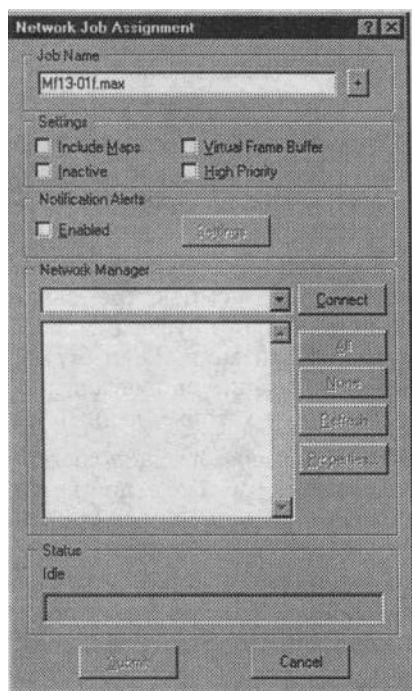 Network Job Assignment ? X
Job Name
Mf13-01f.max +
Settings
Include Maps Virtual Frame Buffer
Inactive High Priority
Notification Alerts
Enabled Settings
Network Manager
Connect
All
None
Refresh
Properties...
Status
Idle
Submit Cancel